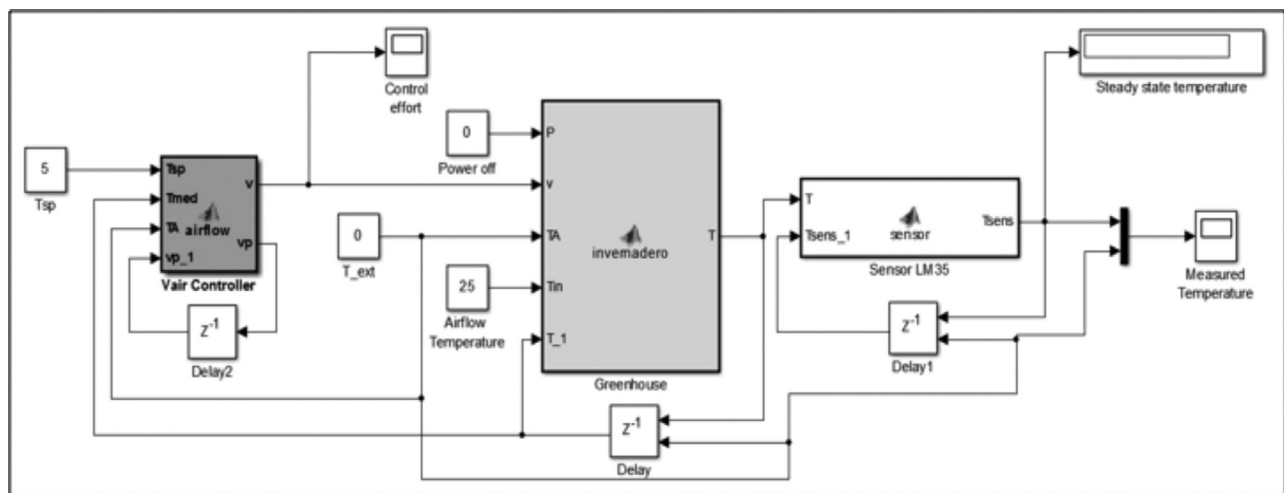 Steady state temperature
Control
effort
0
Power off
5
Tsp
Tsp
Tmed
TA
vp_1
v
vp
airflow
Vair Controller
Z-1
Delay2
0
T_ext
25
Airflow
Temperature
P
v
TA
Tin
T_1
T
invemadero
Greenhouse
Z-1
Delay
T
Tsens_1
Tsens
sensor
Sensor LM35
Z-1
Delay1
Measured
Temperature